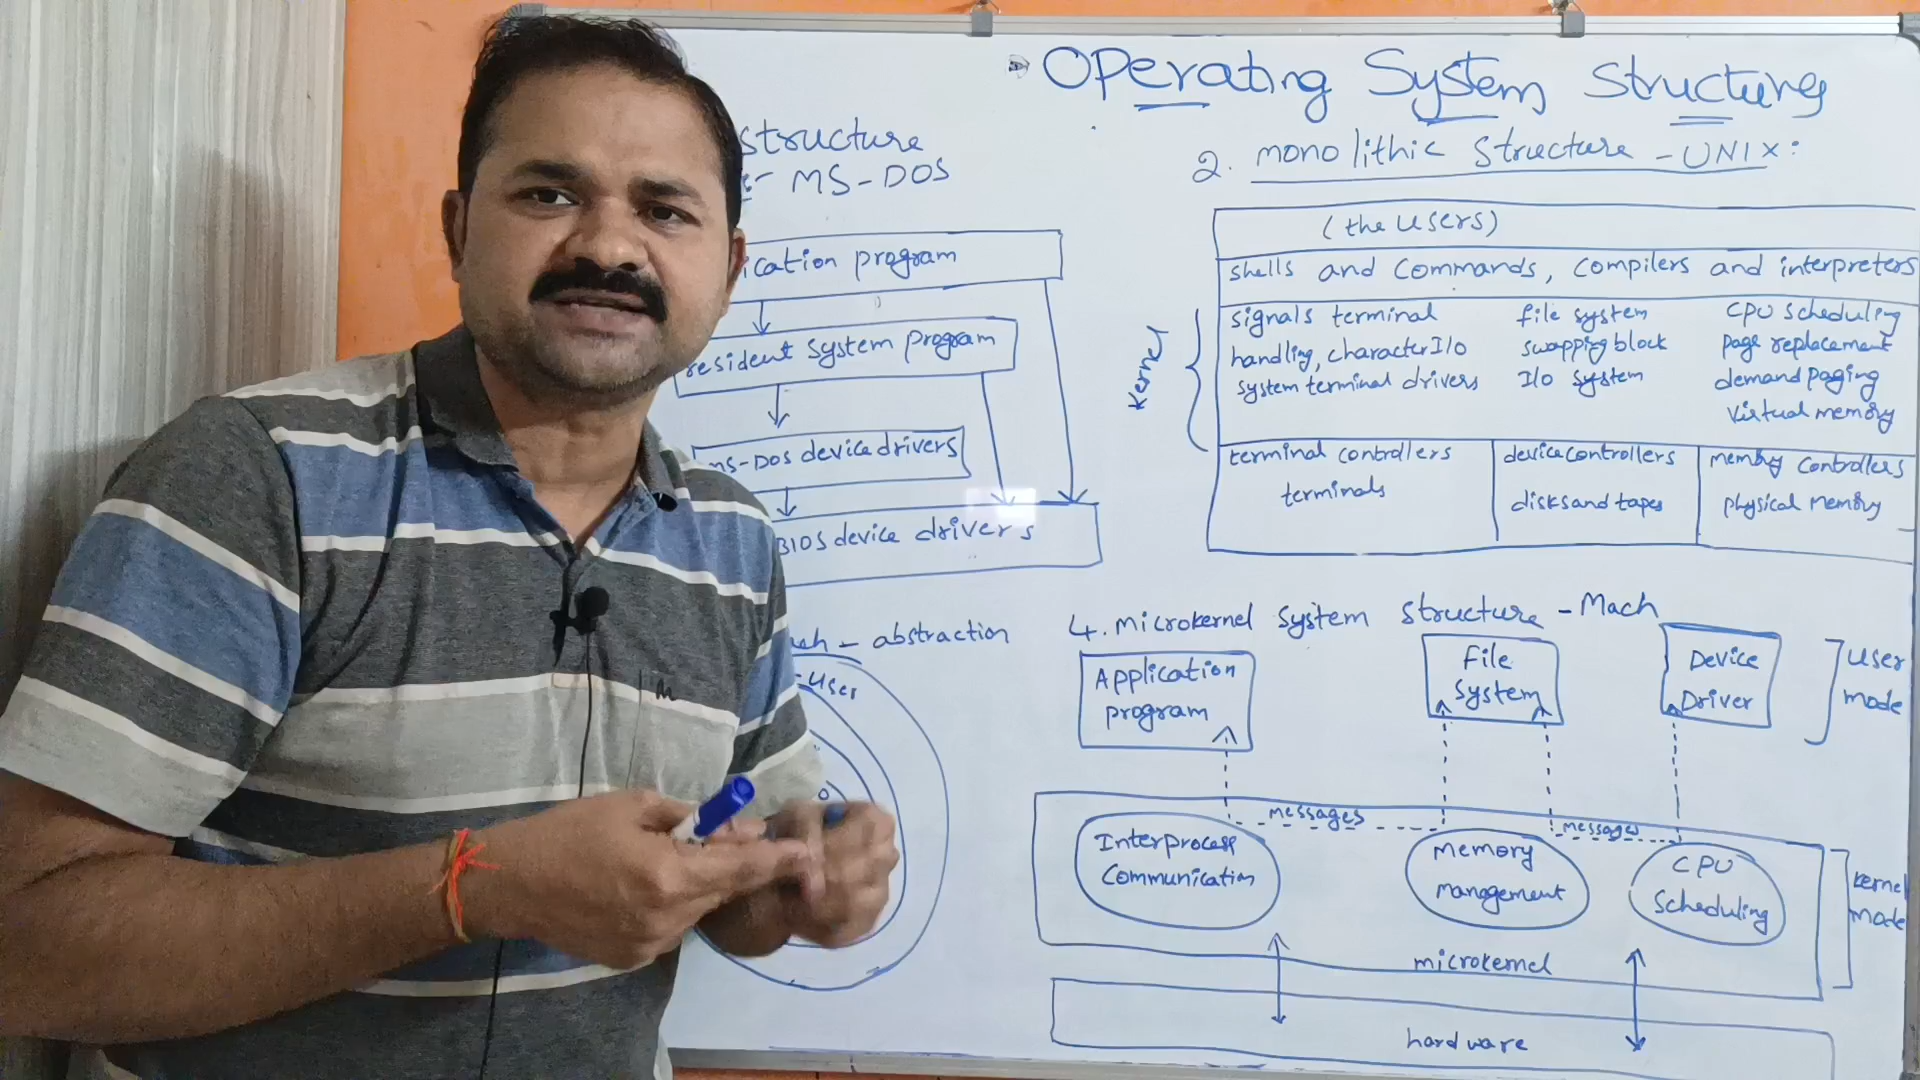 Operating System Structures
structure
:- MS-DOS
ication program
resident system program
MS-DOS device drivers
BIOS device drivers
2. monolithic structure - UNIX:
(the users)
shells and commands, compilers and interpreters
Kernel
signals terminal
handling, character I/o
system terminal drivers
file system
swapping block
I/o system
CPU scheduling
page replacement
demand paging
virtual memory
terminal controllers
terminals
device controllers
disks and tapes
memory controllers
physical memory
- abstraction
- user
0
4. Microkernel system structure - Mach
Application
program
File
system
Device
Driver
user
mode
messages
messages
Interprocess
Communication
Memory
management
CPU
Scheduling
kernel
mode
microkernel
hardware